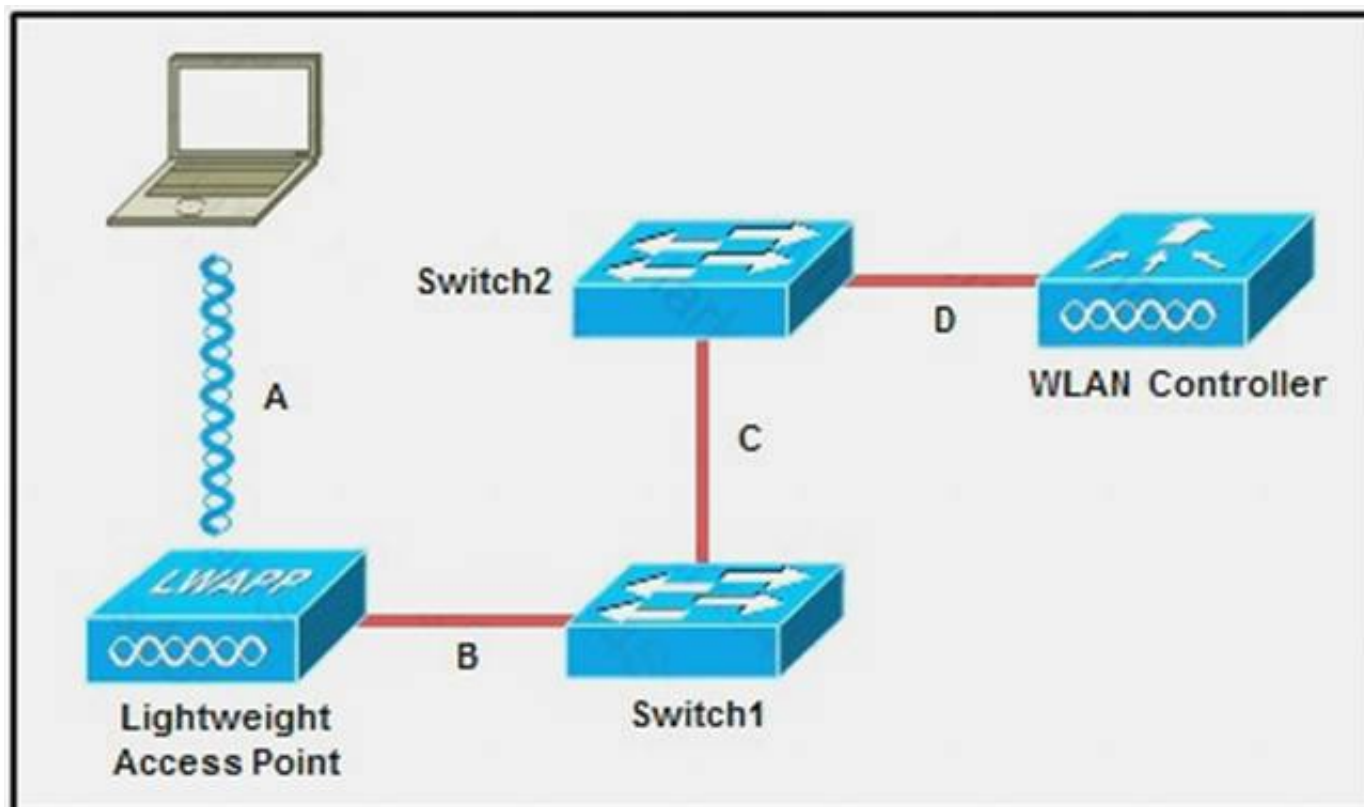 Switch2
D
WLAN Controller
A
C
LWAPP
B
Lightweight
Access Point
Switch1